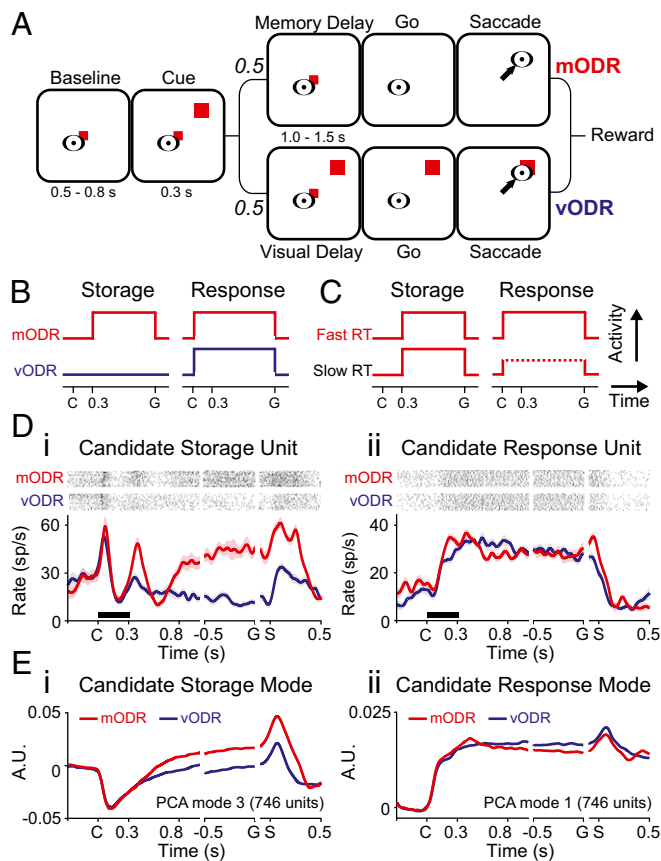 A
Memory Delay Go Saccade
0.5 mODR
Baseline Cue
1.0 - 1.5 s Reward
0.5 - 0.8 s 0.3 s
0.5 vODR
Visual Delay Go Saccade
B C
Storage Response Storage Response
mODR Fast RT
vODR Slow RT
Activity
C 0.3 G C 0.3 G
Time
D
i Candidate Storage Unit
mODR
vODR
60
30
0
Rate (sp/s)
C 0.3 0.8 -0.5 G S 0.5
Time (s)
ii Candidate Response Unit
mODR
vODR
40
20
0
Rate (sp/s)
C 0.3 0.8 -0.5 G S 0.5
Time (s)
E
i Candidate Storage Mode
mODR vODR
0.05
0
-0.05
A.U.
PCA mode 3 (746 units)
C 0.3 0.8 -0.5 G S 0.5
Time (s)
ii Candidate Response Mode
mODR vODR
0.025
0
A.U.
PCA mode 1 (746 units)
C 0.3 0.8 -0.5 G S 0.5
Time (s)